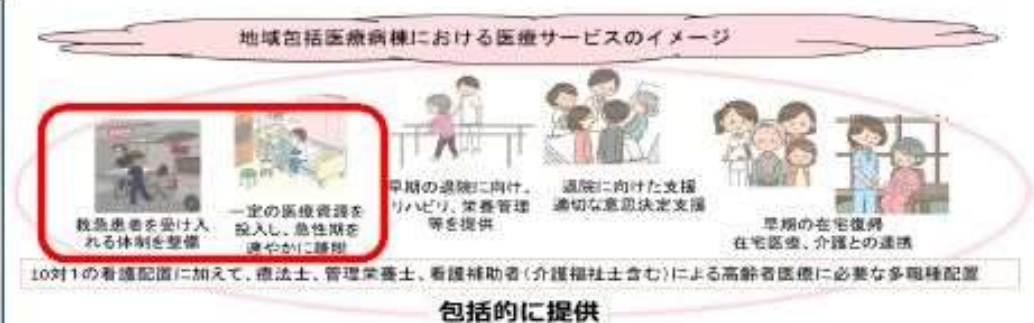 地域包括医療病棟における医療サービスのイメージ
救急患者を受け入
れる体制を整備
一定の医療資源を
投入し、急性期を
速やかに離脱
早期の退院に向け、
リハビリ、栄養管理
等を提供
退院に向けた支援
適切な意思決定支援
早期の在宅復帰
在宅医療、介護との連携
10対1の看護配置に加えて、療法士、管理栄養士、看護補助者(介護福祉士含む)による高齢者医療に必要な多職種配置
包括的に提供